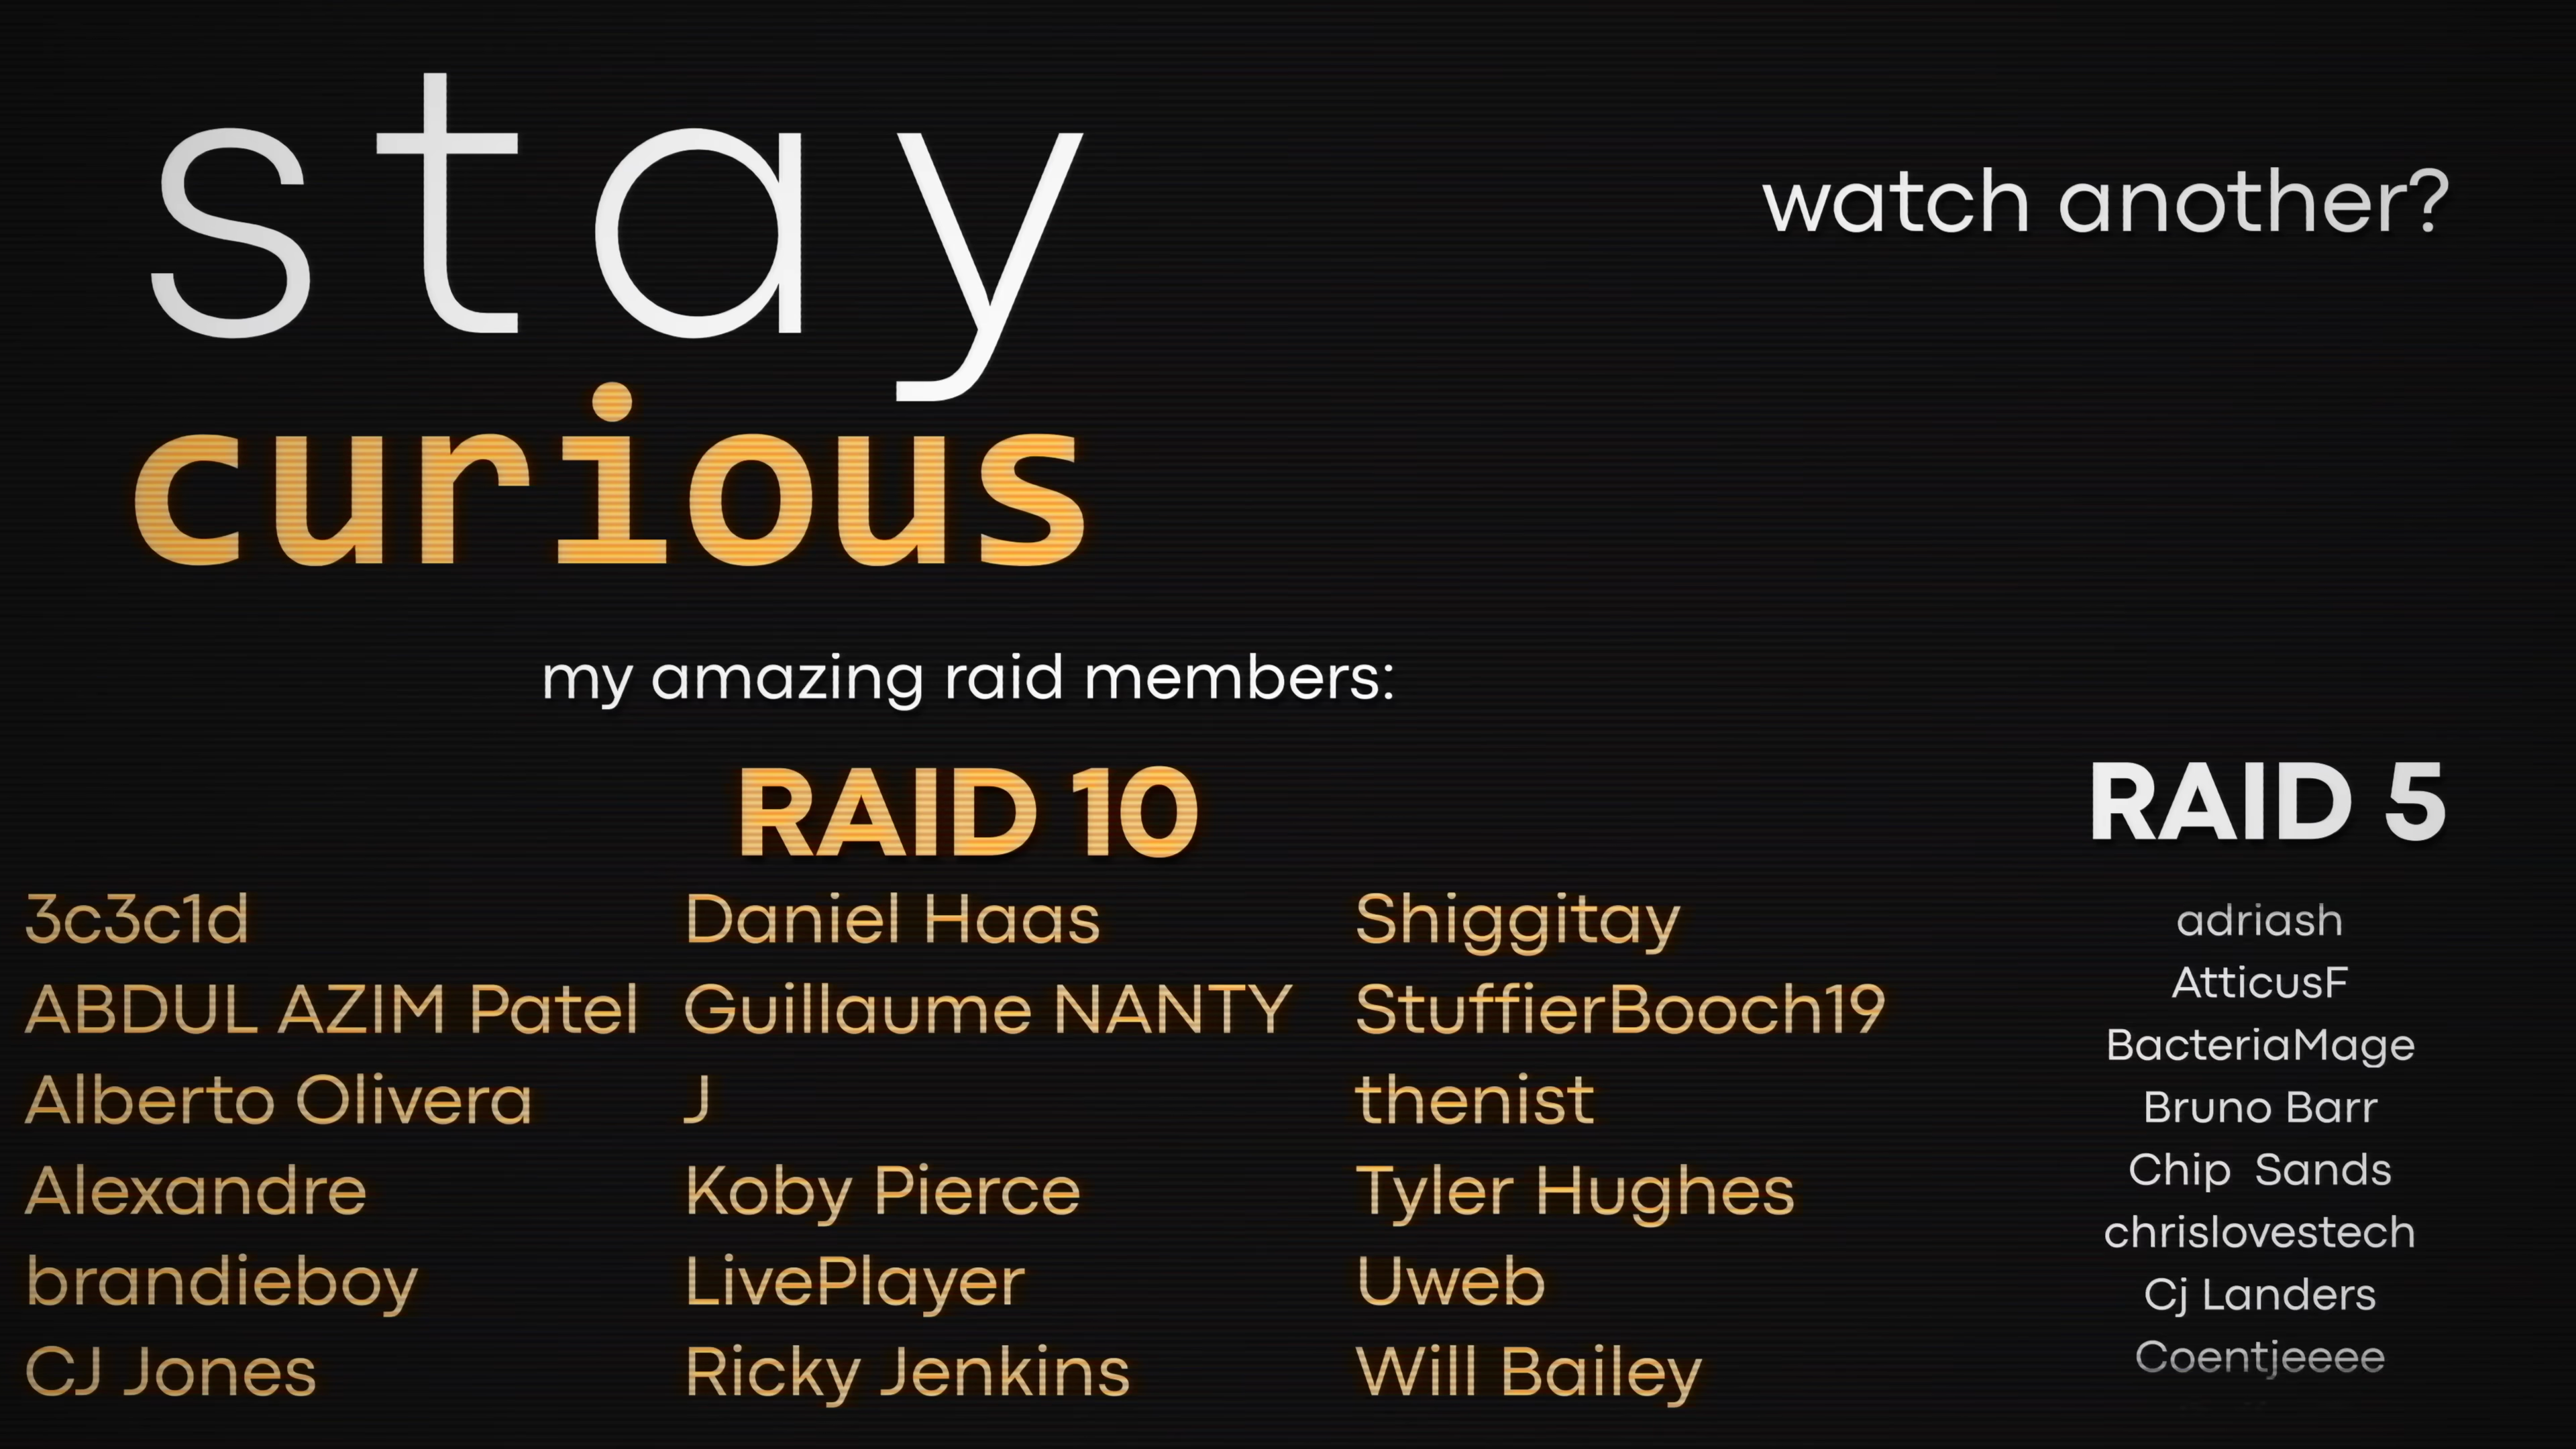 stay
curious
watch another?
my amazing raid members:
RAID 10
3c3c1d
ABDUL AZIM Patel
Alberto Olivera
Alexandre
brandieboy
CJ Jones
Daniel Haas
Guillaume NANTY
J
Koby Pierce
LivePlayer
Ricky Jenkins
Shiggitay
StuffierBooch19
thenist
Tyler Hughes
Uweb
Will Bailey
RAID 5
adriash
AtticusF
BacteriaMage
Bruno Barr
Chip  Sands
chrislovestech
Cj Landers
Coentjeeee